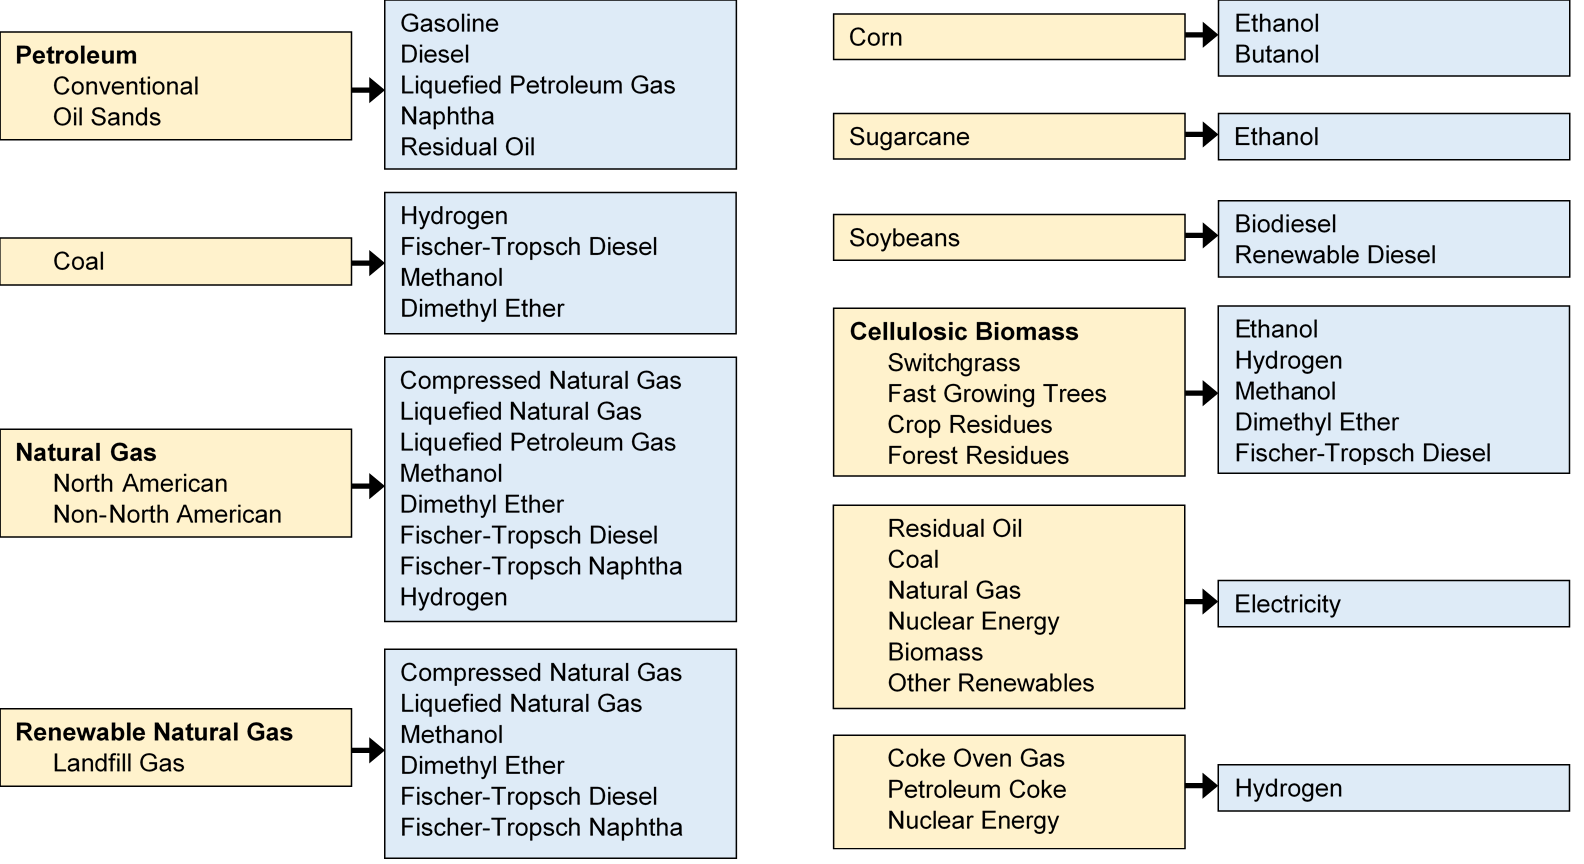 Petroleum
Conventional
Oil Sands
Gasoline
Diesel
Liquefied Petroleum Gas
Naphtha
Residual Oil
Coal
Hydrogen
Fischer-Tropsch Diesel
Methanol
Dimethyl Ether
Natural Gas
North American
Non-North American
Compressed Natural Gas
Liquefied Natural Gas
Liquefied Petroleum Gas
Methanol
Dimethyl Ether
Fischer-Tropsch Diesel
Fischer-Tropsch Naphtha
Hydrogen
Renewable Natural Gas
Landfill Gas
Compressed Natural Gas
Liquefied Natural Gas
Methanol
Dimethyl Ether
Fischer-Tropsch Diesel
Fischer-Tropsch Naphtha
Corn
Ethanol
Butanol
Sugarcane
Ethanol
Soybeans
Biodiesel
Renewable Diesel
Cellulosic Biomass
Switchgrass
Fast Growing Trees
Crop Residues
Forest Residues
Ethanol
Hydrogen
Methanol
Dimethyl Ether
Fischer-Tropsch Diesel
Residual Oil
Coal
Natural Gas
Nuclear Energy
Biomass
Other Renewables
Electricity
Coke Oven Gas
Petroleum Coke
Nuclear Energy
Hydrogen